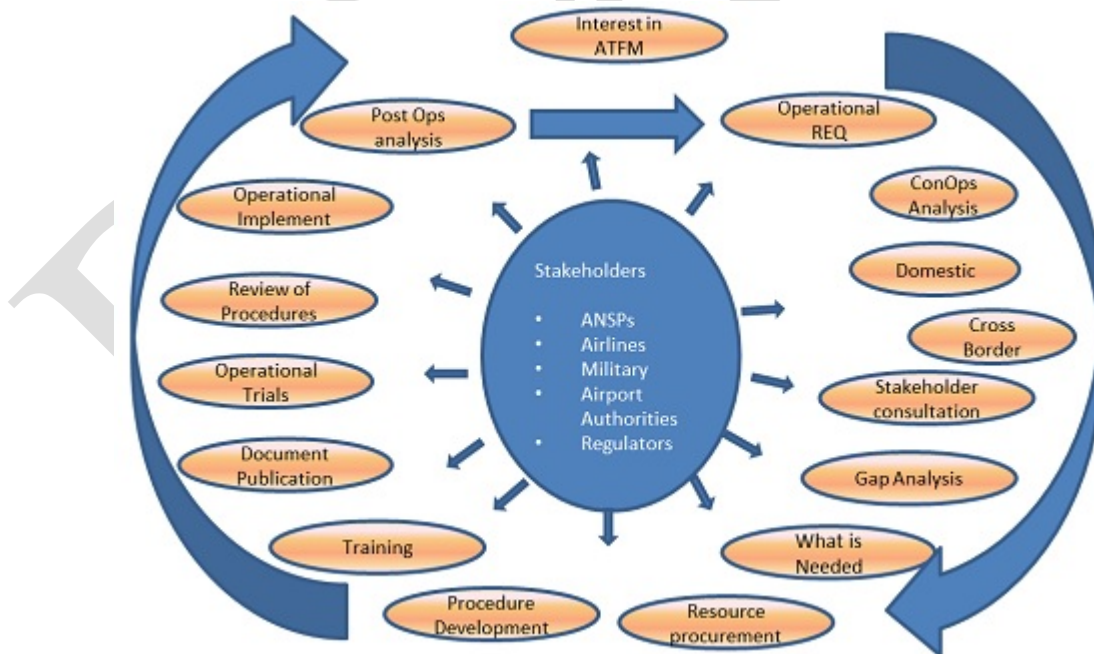 Interest in
ATFM
Post Ops
analysis
Operational
REQ
Operational
Implement
ConOps
Analysis
Stakeholders
• ANSPs
• Airlines
• Military
• Airport
Authorities
• Regulators
Domestic
Review of
Procedures
Cross
Border
Operational
Trials
Stakeholder
consultation
Document
Publication
Gap Analysis
Training
What is
Needed
Procedure
Development
Resource
procurement